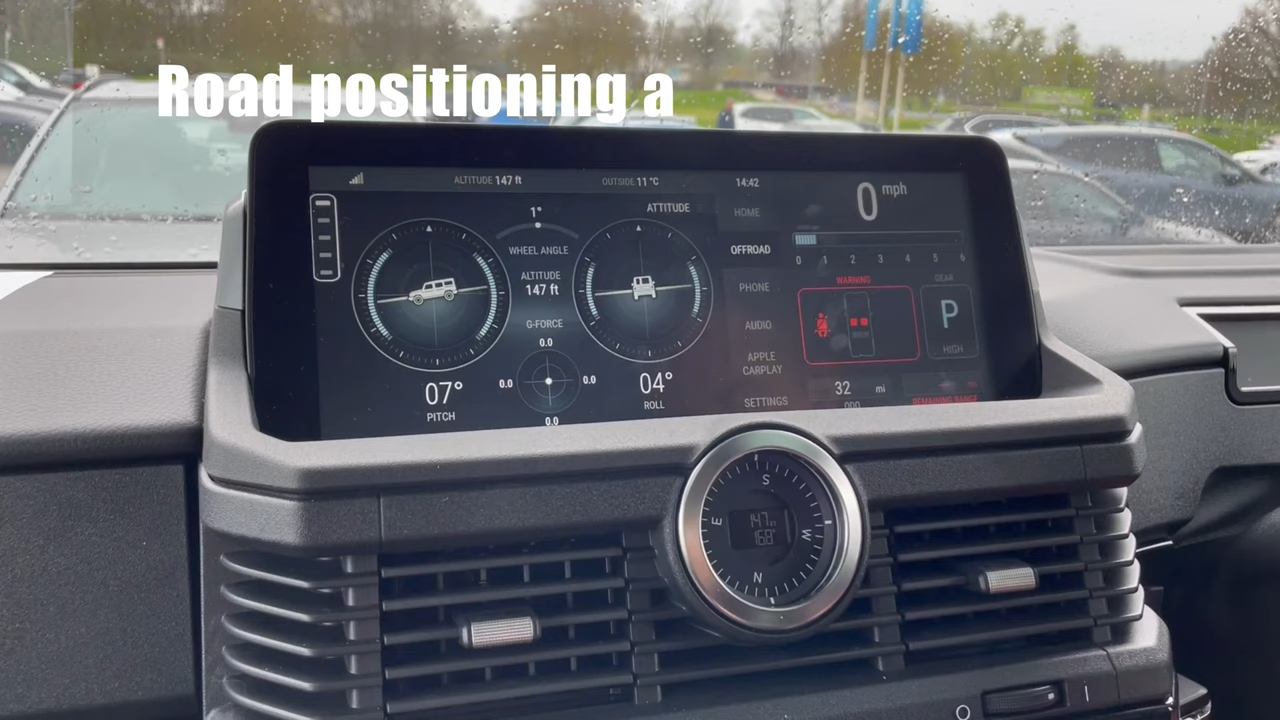 Road positioning a
ALTITUDE 147 ft
OUTSIDE 11 °C
14:42
0 mph
1°
ATTITUDE
HOME
WHEEL ANGLE
OFFROAD
0 1 2 3 4 5 6
ALTITUDE
147 ft
PHONE
WARNING
GEAR
P
HIGH
G-FORCE
AUDIO
0.0
0.0
0.0
0.0
APPLE
CARPLAY
07°
PITCH
04°
ROLL
32 mi
ODO
SETTINGS
REMAINING RANGE
S
E
W
N
147
168°
O I